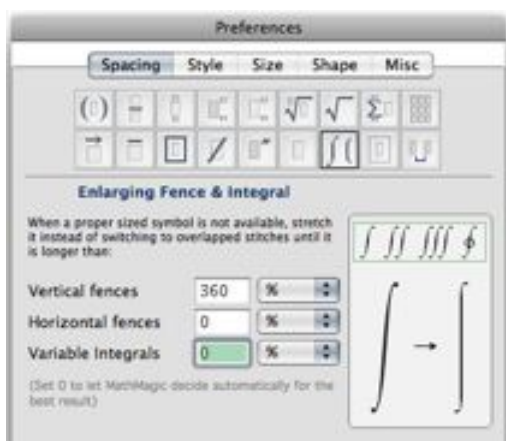 Preferences
Spacing Style Size Shape Misc
Enlarging Fence & Integral
When a proper sized symbol is not available, stretch
it instead of switching to overlapped stitches until it
is longer than:
Vertical fences 360 %
Horizontal fences 0 %
Variable Integrals 0 %
(Set 0 to let MathMagic decide automatically for the
best result)
∫ ∬ ∭ ∮
∫ → ∫